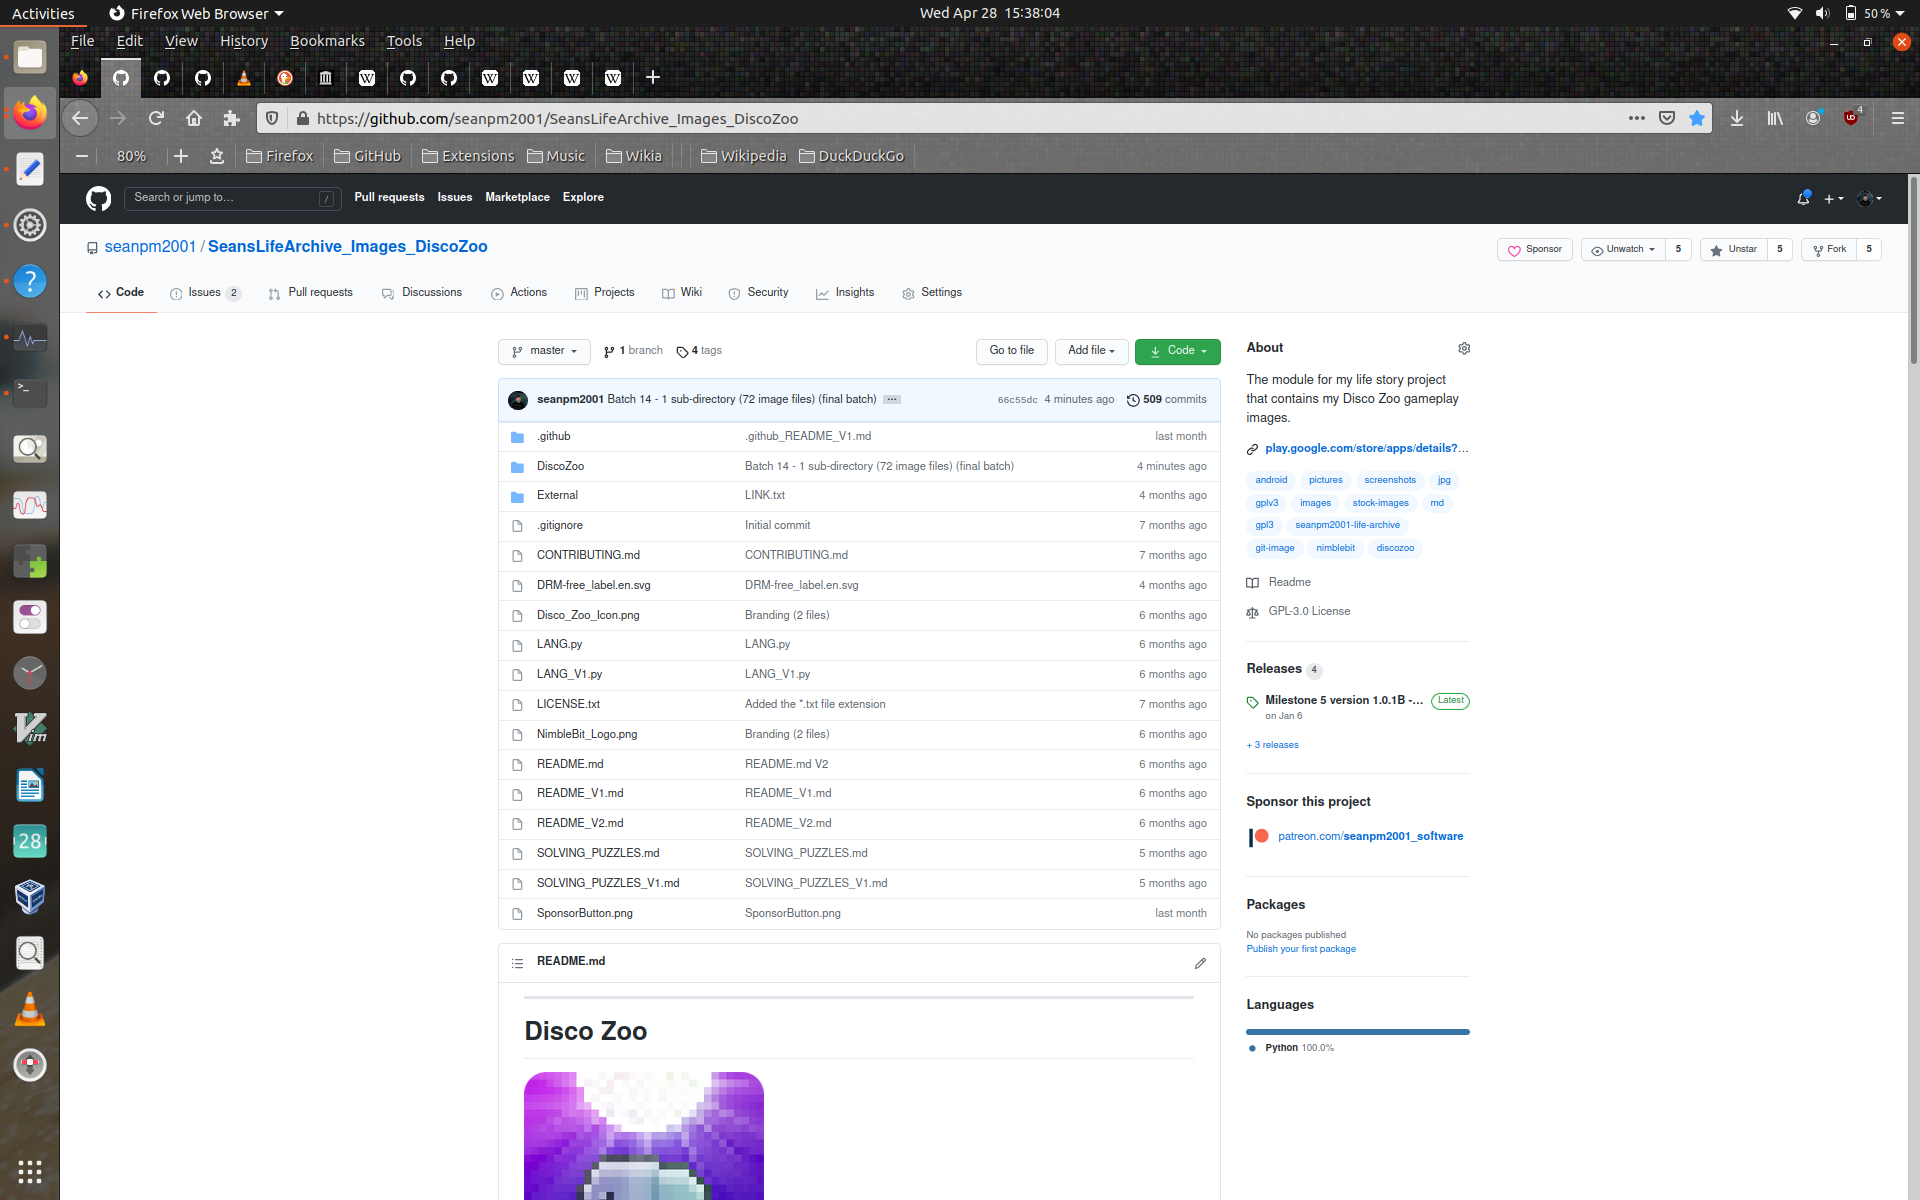 Activities
Firefox Web Browser
Wed Apr 28 15:38:04
50 %
File Edit View History Bookmarks Tools Help
https://github.com/seanpm2001/SeansLifeArchive_Images_DiscoZoo
4
80%
Firefox GitHub Extensions Music Wikia Wikipedia DuckDuckGo
Search or jump to… /
Pull requests Issues Marketplace Explore
seanpm2001 / SeansLifeArchive_Images_DiscoZoo
Sponsor Unwatch 5 Unstar 5 Fork 5
Code Issues 2 Pull requests Discussions Actions Projects Wiki Security Insights Settings
master 1 branch 4 tags Go to file Add file Code
seanpm2001 Batch 14 - 1 sub-directory (72 image files) (final batch) ... 66c55dc 4 minutes ago 509 commits
.github .github_README_V1.md last month
DiscoZoo Batch 14 - 1 sub-directory (72 image files) (final batch) 4 minutes ago
External LINK.txt 4 months ago
.gitignore Initial commit 7 months ago
CONTRIBUTING.md CONTRIBUTING.md 7 months ago
DRM-free_label.en.svg DRM-free_label.en.svg 4 months ago
Disco_Zoo_Icon.png Branding (2 files) 6 months ago
LANG.py LANG.py 6 months ago
LANG_V1.py LANG_V1.py 6 months ago
LICENSE.txt Added the *.txt file extension 7 months ago
NimbleBit_Logo.png Branding (2 files) 6 months ago
README.md README.md V2 6 months ago
README_V1.md README_V1.md 6 months ago
README_V2.md README_V2.md 6 months ago
SOLVING_PUZZLES.md SOLVING_PUZZLES.md 5 months ago
SOLVING_PUZZLES_V1.md SOLVING_PUZZLES_V1.md 5 months ago
SponsorButton.png SponsorButton.png last month
README.md
Disco Zoo
About
The module for my life story project
that contains my Disco Zoo gameplay
images.
play.google.com/store/apps/details?…
android pictures screenshots jpg
gplv3 images stock-images md
gpl3 seanpm2001-life-archive
git-image nimblebit discozoo
Readme
GPL-3.0 License
Releases 4
Milestone 5 version 1.0.1B -… Latest
on Jan 6
+ 3 releases
Sponsor this project
patreon.com/seanpm2001_software
Packages
No packages published
Publish your first package
Languages
Python 100.0%
?
>_
Vim
28